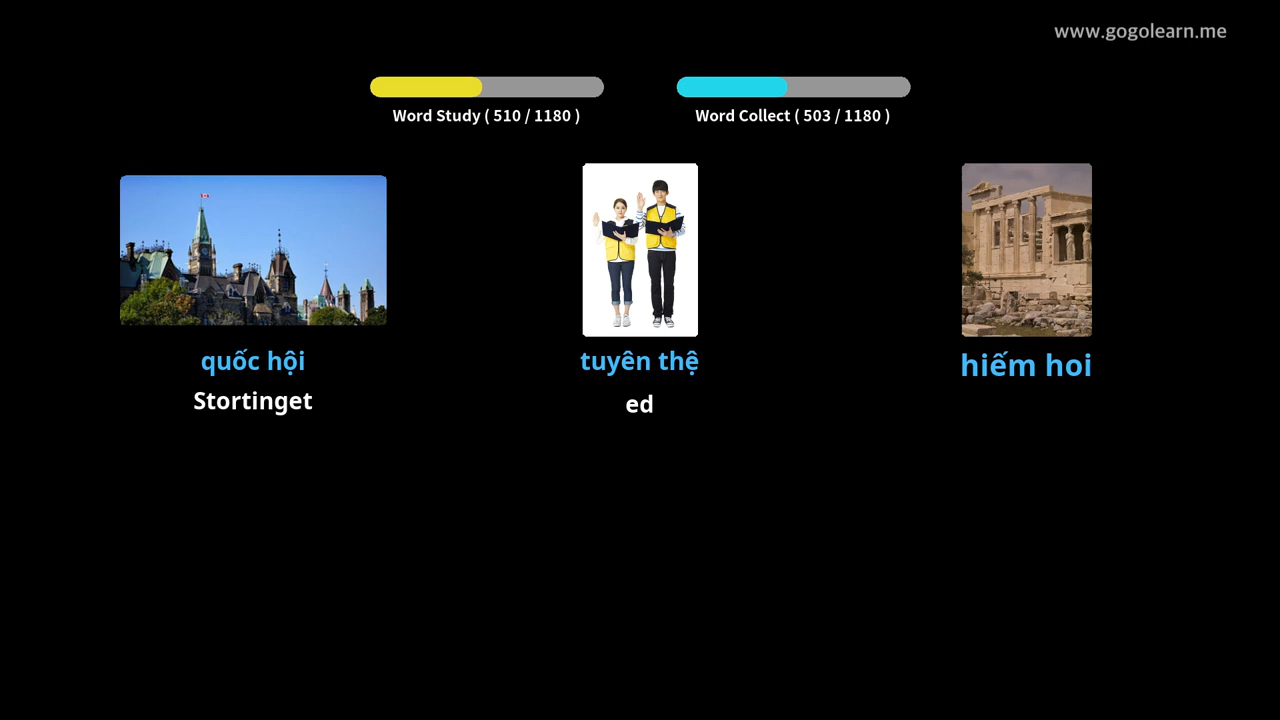 www.gogolearn.me
Word Study ( 510 / 1180 )
Word Collect ( 503 / 1180 )
quốc hội
Stortinget
tuyên thệ
ed
hiếm hoi